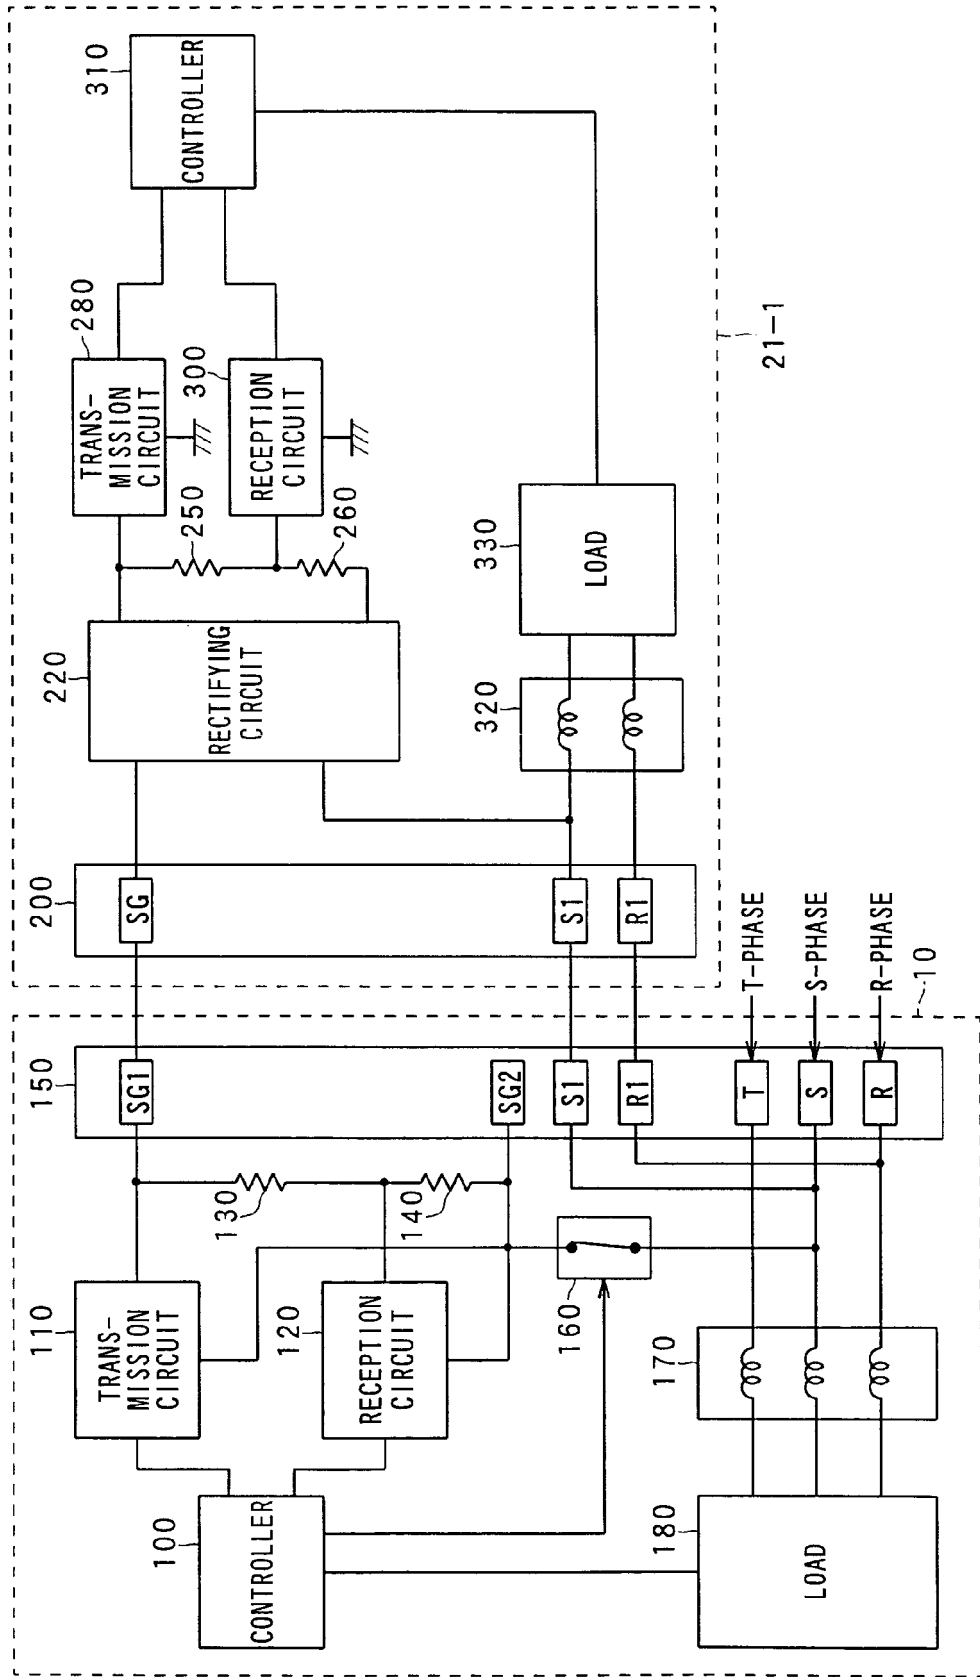 100
CONTROLLER
110
TRANS-
MISSION
CIRCUIT
120
RECEPTION
CIRCUIT
130
140
150
SG1
SG2
S1
R1
T
S
R
160
170
180
LOAD
T-PHASE
S-PHASE
R-PHASE
10
200
SG
S1
R1
220
RECTIFYING
CIRCUIT
250
260
280
TRANS-
MISSION
CIRCUIT
300
RECEPTION
CIRCUIT
310
CONTROLLER
320
330
LOAD
21-1